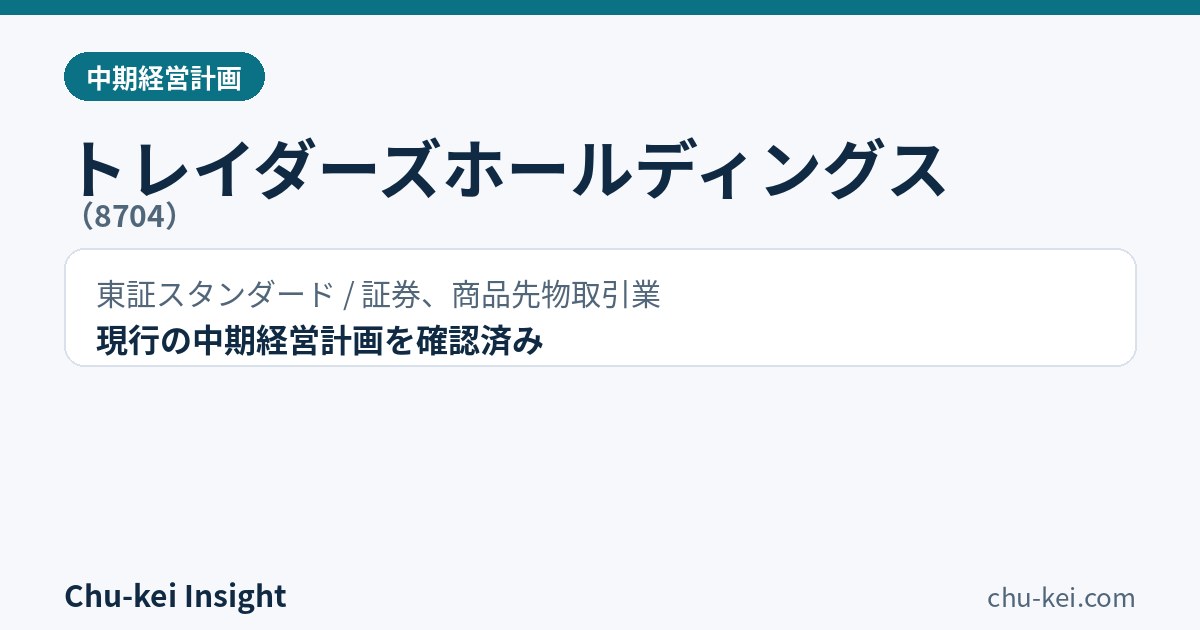 中期経営計画
トレイダーズホールディングス
（8704）
東証スタンダード / 証券、商品先物取引業
現行の中期経営計画を確認済み
Chu-kei Insight
chu-kei.com